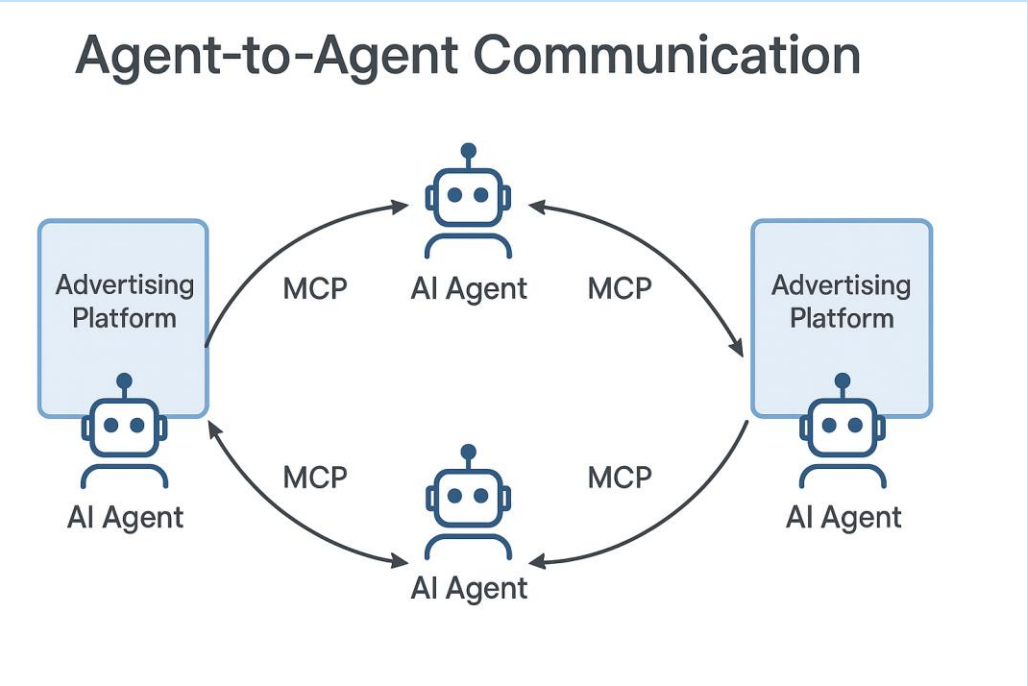 Agent-to-Agent Communication
Advertising
Platform
MCP
AI Agent
MCP
Advertising
Platform
AI Agent
MCP
MCP
AI Agent
AI Agent